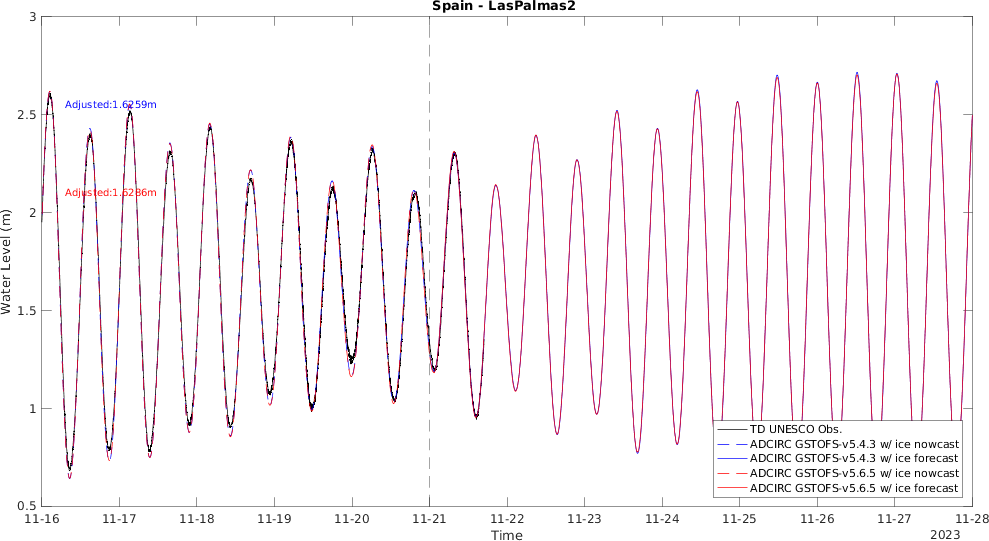 Spain - LasPalmas2
Water Level (m)
3
2.5
2
1.5
1
0.5
Adjusted:1.6259m
Adjusted:1.6286m
TD UNESCO Obs.
ADCIRC GSTOFS-v5.4.3 w/ ice nowcast
ADCIRC GSTOFS-v5.4.3 w/ ice forecast
ADCIRC GSTOFS-v5.6.5 w/ ice nowcast
ADCIRC GSTOFS-v5.6.5 w/ ice forecast
11-16 11-17 11-18 11-19 11-20 11-21 11-22 11-23 11-24 11-25 11-26 11-27 11-28
Time
2023